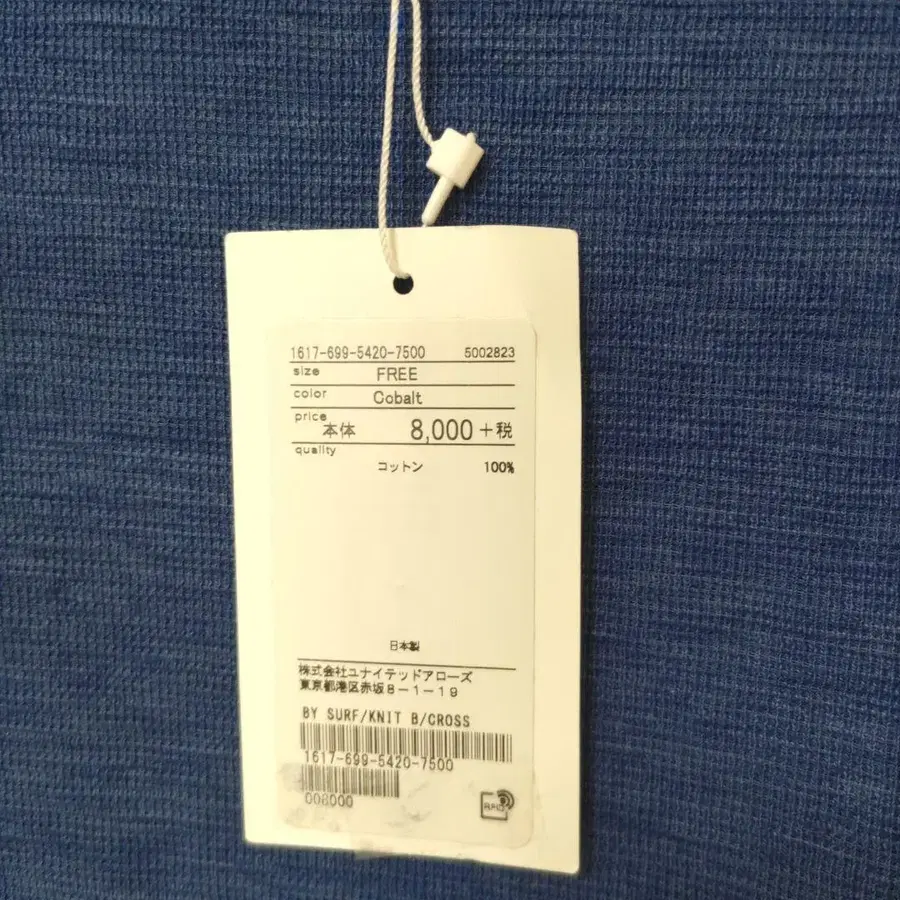 1617-699-5420-7500 5002823
size FREE
color Cobalt
price 本体 8,000 +税
quality
コットン 100%
日本製
株式会社ユナイテッドアローズ
東京都港区赤坂8-1-19
BY SURF/KNIT B/CROSS
1617-699-5420-7500
008000
RFID